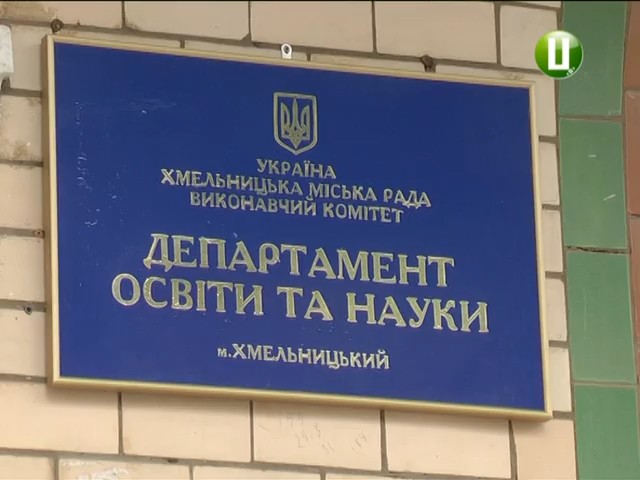 Ц
УКРАЇНА
ХМЕЛЬНИЦЬКА МІСЬКА РАДА
ВИКОНАВЧИЙ КОМІТЕТ
ДЕПАРТАМЕНТ
ОСВІТИ ТА НАУКИ
м.ХМЕЛЬНИЦЬКИЙ